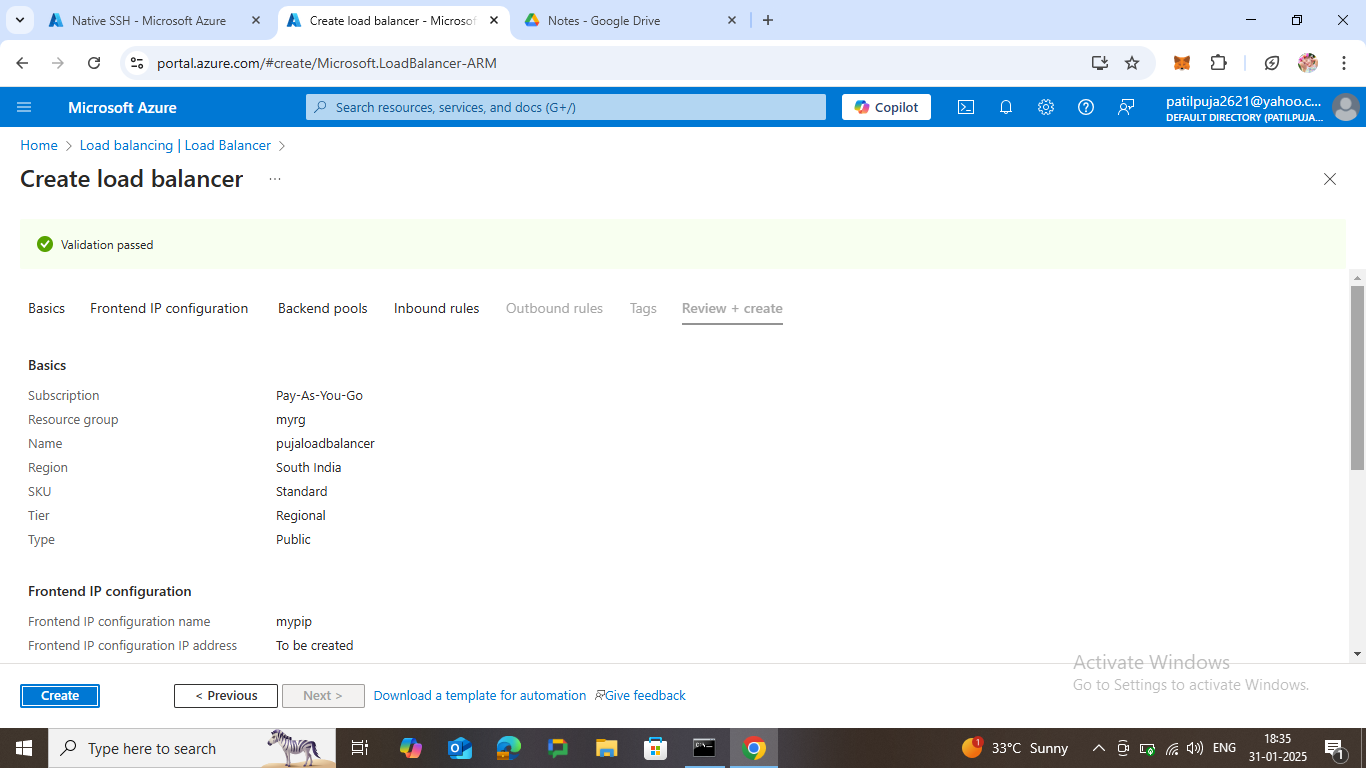 Native SSH - Microsoft Azure
Create load balancer - Microsof
Notes - Google Drive
portal.azure.com/#create/Microsoft.LoadBalancer-ARM
Microsoft Azure
Search resources, services, and docs (G+/)
Copilot
patilpuja2621@yahoo.c...
DEFAULT DIRECTORY (PATILPUJA...
Home > Load balancing | Load Balancer >
Create load balancer ...
Validation passed
Basics Frontend IP configuration Backend pools Inbound rules Outbound rules Tags Review + create
Basics
Subscription Pay-As-You-Go
Resource group myrg
Name pujaloadbalancer
Region South India
SKU Standard
Tier Regional
Type Public
Frontend IP configuration
Frontend IP configuration name mypip
Frontend IP configuration IP address To be created
Activate Windows
Go to Settings to activate Windows.
Create < Previous Next > Download a template for automation Give feedback
Type here to search
1
33°C Sunny
ENG
18:35
31-01-2025
1